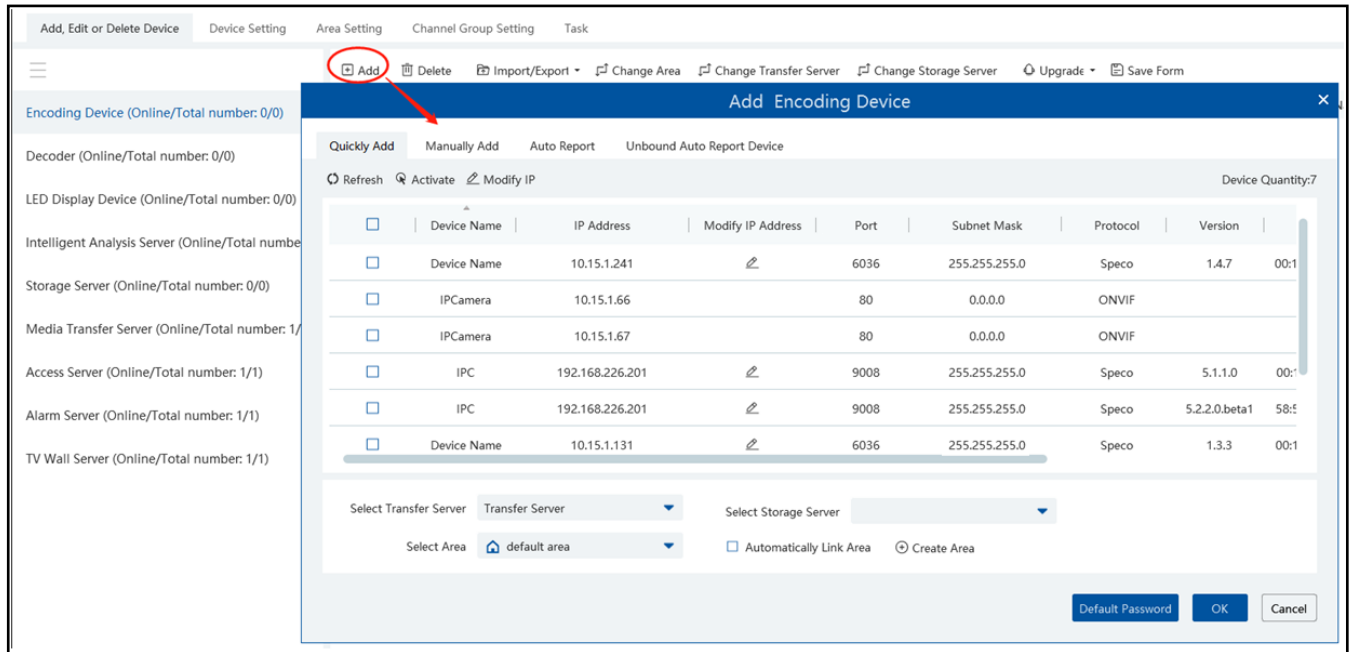 Add, Edit or Delete Device Device Setting Area Setting Channel Group Setting Task
Add Delete Import/Export Change Area Change Transfer Server Change Storage Server Upgrade Save Form
Encoding Device (Online/Total number: 0/0)
Decoder (Online/Total number: 0/0)
LED Display Device (Online/Total number: 0/0)
Intelligent Analysis Server (Online/Total numbe
Storage Server (Online/Total number: 0/0)
Media Transfer Server (Online/Total number: 1/
Access Server (Online/Total number: 1/1)
Alarm Server (Online/Total number: 1/1)
TV Wall Server (Online/Total number: 1/1)
Add Encoding Device
Quickly Add Manually Add Auto Report Unbound Auto Report Device
Refresh Activate Modify IP Device Quantity:7
Device Name IP Address Modify IP Address Port Subnet Mask Protocol Version
Device Name 10.15.1.241 6036 255.255.255.0 Speco 1.4.7 00:1
IPCamera 10.15.1.66 80 0.0.0.0 ONVIF
IPCamera 10.15.1.67 80 0.0.0.0 ONVIF
IPC 192.168.226.201 9008 255.255.255.0 Speco 5.1.1.0 00:1
IPC 192.168.226.201 9008 255.255.255.0 Speco 5.2.2.0.beta1 58:5
Device Name 10.15.1.131 6036 255.255.255.0 Speco 1.3.3 00:1
Select Transfer Server Transfer Server Select Storage Server
Select Area default area Automatically Link Area Create Area
Default Password OK Cancel